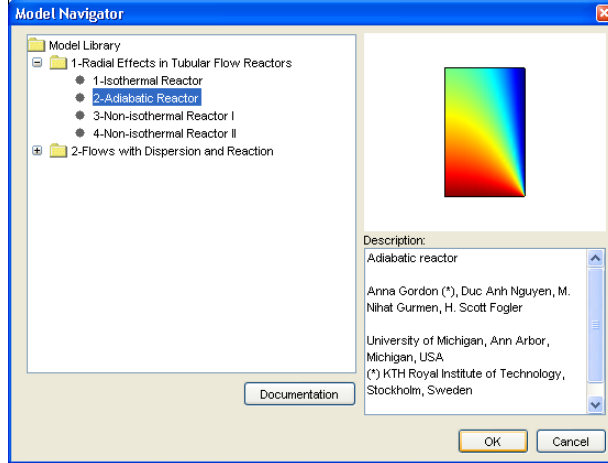 Model Navigator
Model Library
1-Radial Effects in Tubular Flow Reactors
1-Isothermal Reactor
2-Adiabatic Reactor
3-Non-isothermal Reactor I
4-Non-isothermal Reactor II
2-Flows with Dispersion and Reaction
Description:
Adiabatic reactor
Anna Gordon (*), Duc Anh Nguyen, M.
Nihat Gurmen, H. Scott Fogler
University of Michigan, Ann Arbor,
Michigan, USA
(*) KTH Royal Institute of Technology,
Stockholm, Sweden
Documentation
OK
Cancel